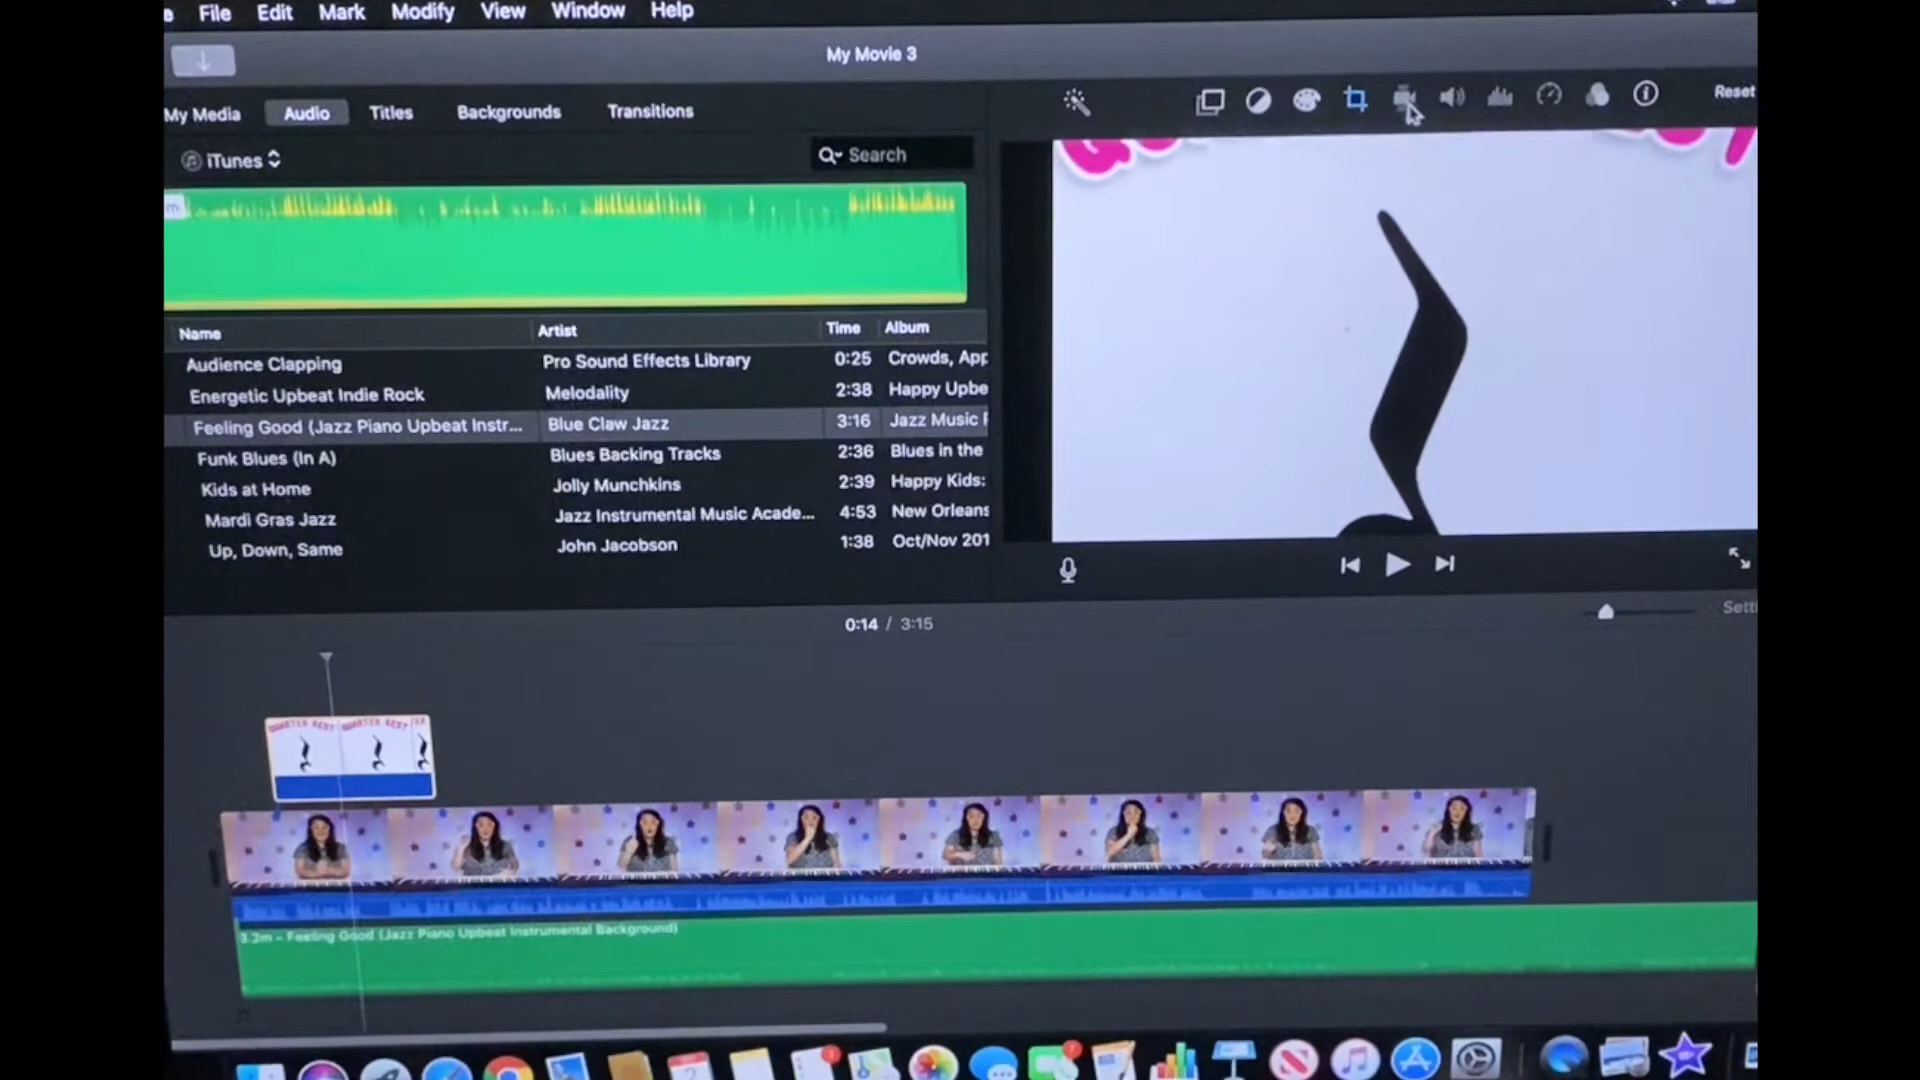 File Edit Mark Modify View Window Help
My Movie 3
My Media Audio Titles Backgrounds Transitions
Reset
iTunes
Search
Name Artist Time Album
Audience Clapping Pro Sound Effects Library 0:25 Crowds, App
Energetic Upbeat Indie Rock Melodality 2:38 Happy Upbe
Feeling Good (Jazz Piano Upbeat Instr... Blue Claw Jazz 3:16 Jazz Music
Funk Blues (In A) Blues Backing Tracks 2:36 Blues in the
Kids at Home Jolly Munchkins 2:39 Happy Kids:
Mardi Gras Jazz Jazz Instrumental Music Acade... 4:53 New Orleans
Up, Down, Same John Jacobson 1:38 Oct/Nov 201
0:14 / 3:15
Setti
QUARTER REST QUARTER REST
3.2m - Feeling Good (Jazz Piano Upbeat Instrumental Background)